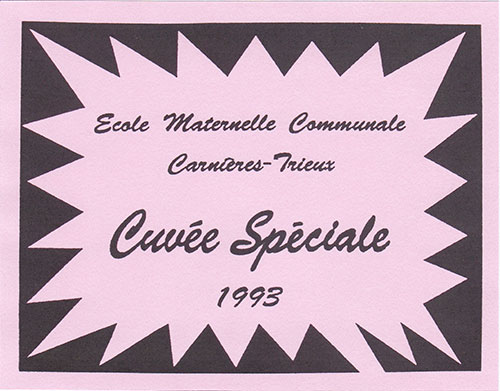 Ecole Maternelle Communale
Carnières-Trieux
Cuvée Spéciale
1993